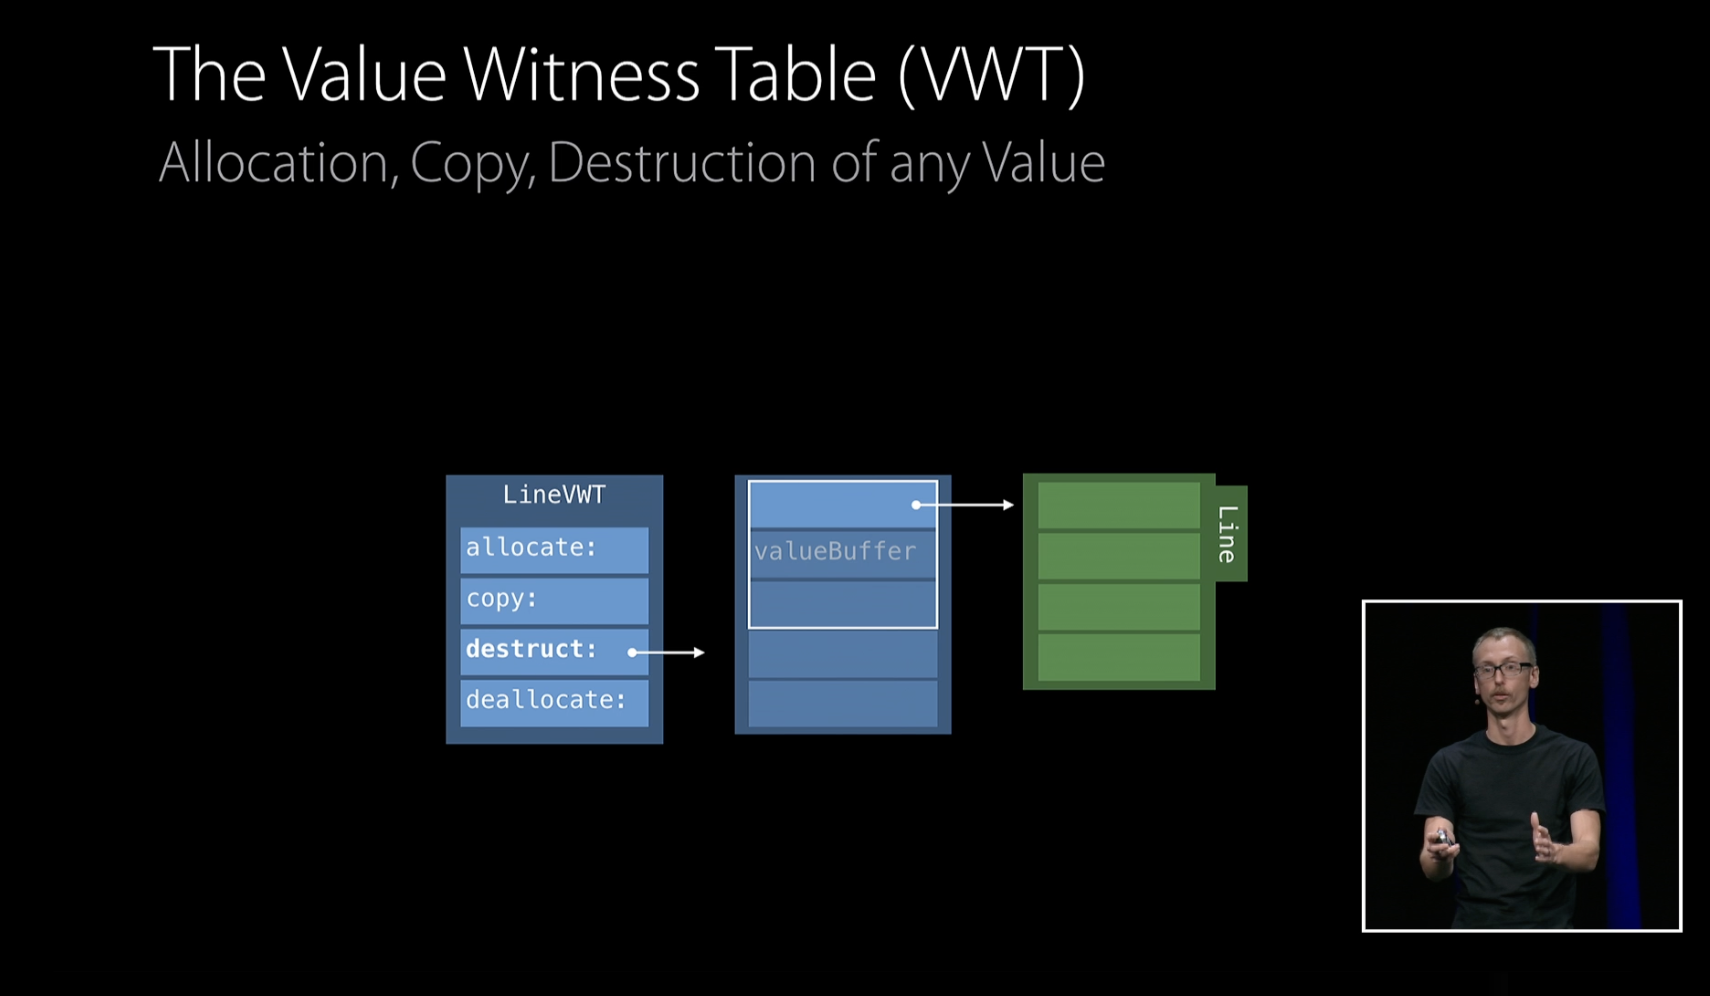 The Value Witness Table (VWT)
Allocation, Copy, Destruction of any Value
LineVWT
allocate:
copy:
destruct:
deallocate:
valueBuffer
Line